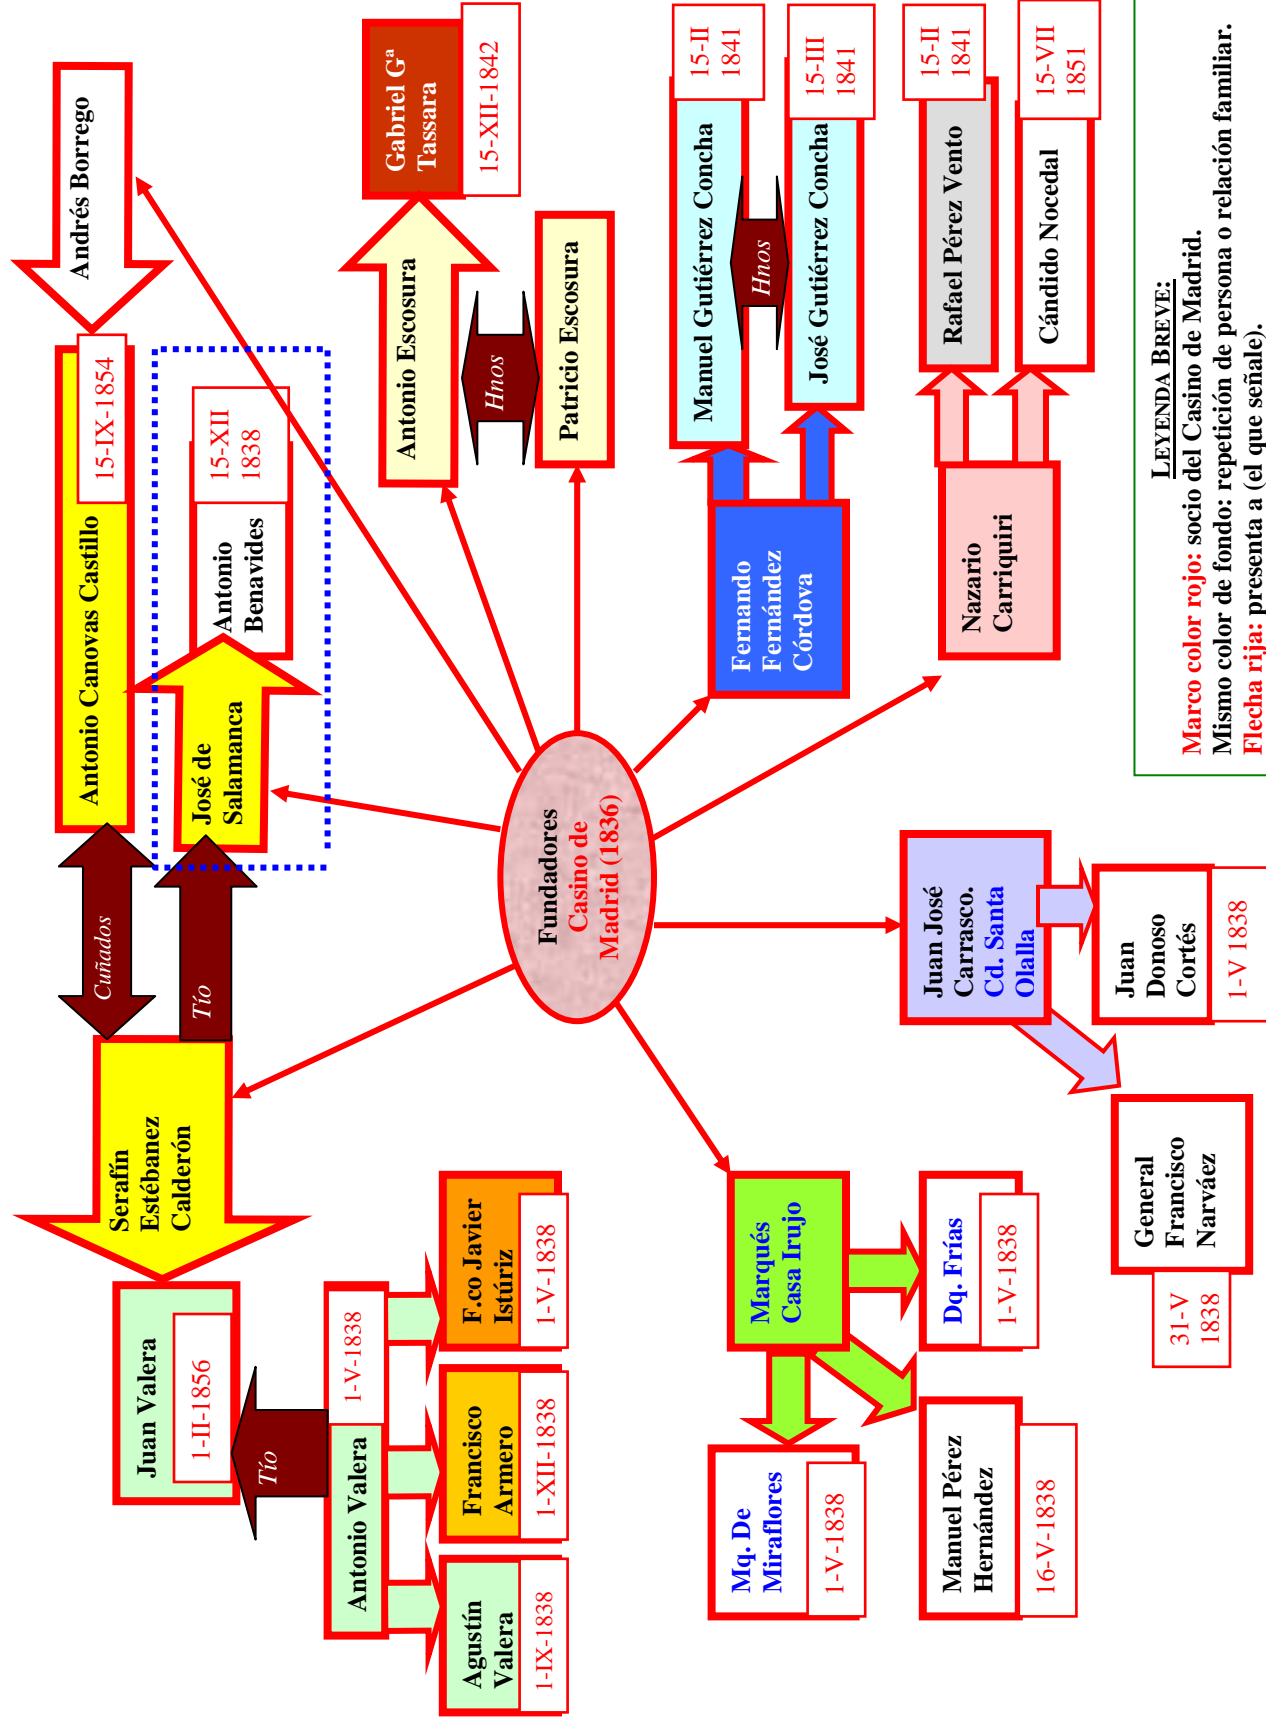 Juan Valera
1-II-1856
Tío
Antonio Valera
1-V-1838
Agustín
Valera
1-IX-1838
Francisco
Armero
1-XII-1838
F.co Javier
Istúriz
1-V-1838
Serafín
Estébanez
Calderón
Cuñados
Tío
Antonio Canovas Castillo
15-IX-1854
José de
Salamanca
Antonio
Benavides
15-XII
1838
Andrés Borrego
Antonio Escosura
Gabriel Gª
Tassara
15-XII-1842
Hnos
Patricio Escosura
Fundadores
Casino de
Madrid (1836)
Mq. De
Miraflores
1-V-1838
Marqués
Casa Irujo
Manuel Pérez
Hernández
16-V-1838
Dq. Frías
1-V-1838
Juan José
Carrasco.
Cd. Santa
Olalla
General
Francisco
Narváez
31-V
1838
Juan
Donoso
Cortés
1-V 1838
Fernando
Fernández
Córdova
Manuel Gutiérrez Concha
15-II
1841
Hnos
José Gutiérrez Concha
15-III
1841
Nazario
Carriquiri
Rafael Pérez Vento
15-II
1841
Cándido Nocedal
15-VII
1851
LEYENDA BREVE:
Marco color rojo: socio del Casino de Madrid.
Mismo color de fondo: repetición de persona o relación familiar.
Flecha rija: presenta a (el que señale).